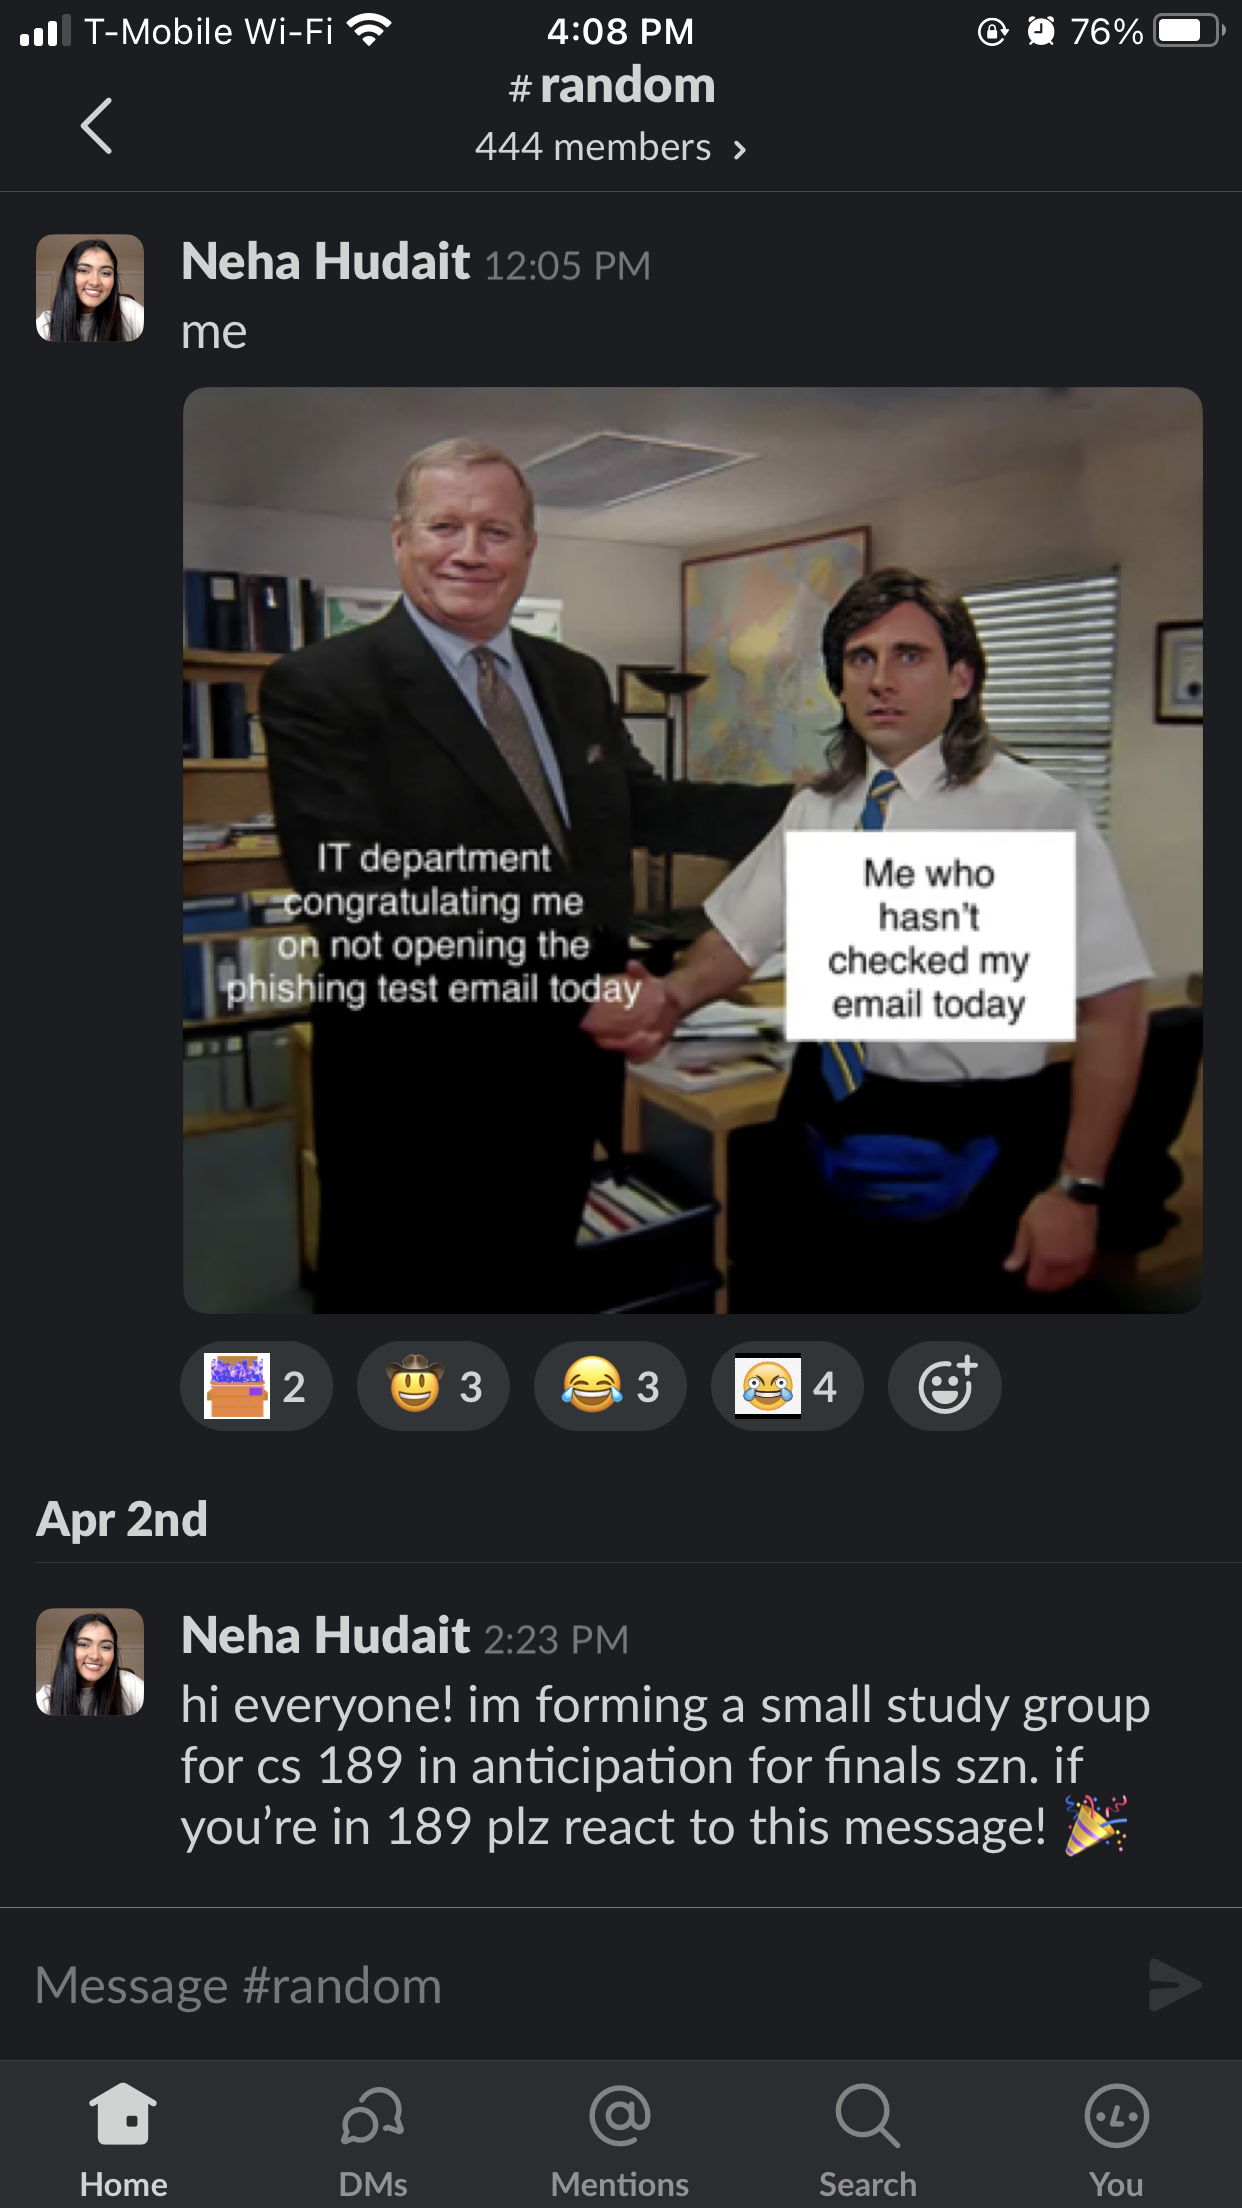 T-Mobile Wi-Fi 4:08 PM 76%
# random
444 members
Neha Hudait 12:05 PM
me
IT department
congratulating me
on not opening the
phishing test email today
Me who
hasn't
checked my
email today
2 3 3 4
Apr 2nd
Neha Hudait 2:23 PM
hi everyone! im forming a small study group
for cs 189 in anticipation for finals szn. if
you're in 189 plz react to this message! 🎉
Message #random
Home DMs Mentions Search You